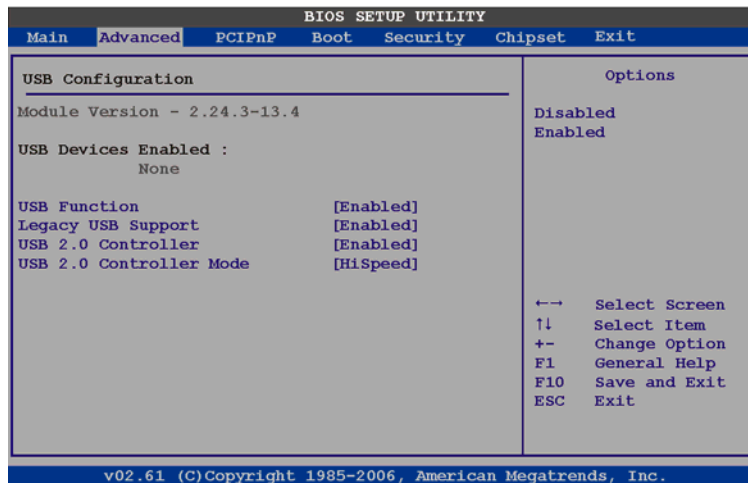 BIOS SETUP UTILITY
Main Advanced PCIPnP Boot Security Chipset Exit
USB Configuration
Module Version - 2.24.3-13.4
USB Devices Enabled :
None
USB Function [Enabled]
Legacy USB Support [Enabled]
USB 2.0 Controller [Enabled]
USB 2.0 Controller Mode [HiSpeed]
Options
Disabled
Enabled
←→ Select Screen
↑↓ Select Item
+- Change Option
F1 General Help
F10 Save and Exit
ESC Exit
v02.61 (C)Copyright 1985-2006, American Megatrends, Inc.